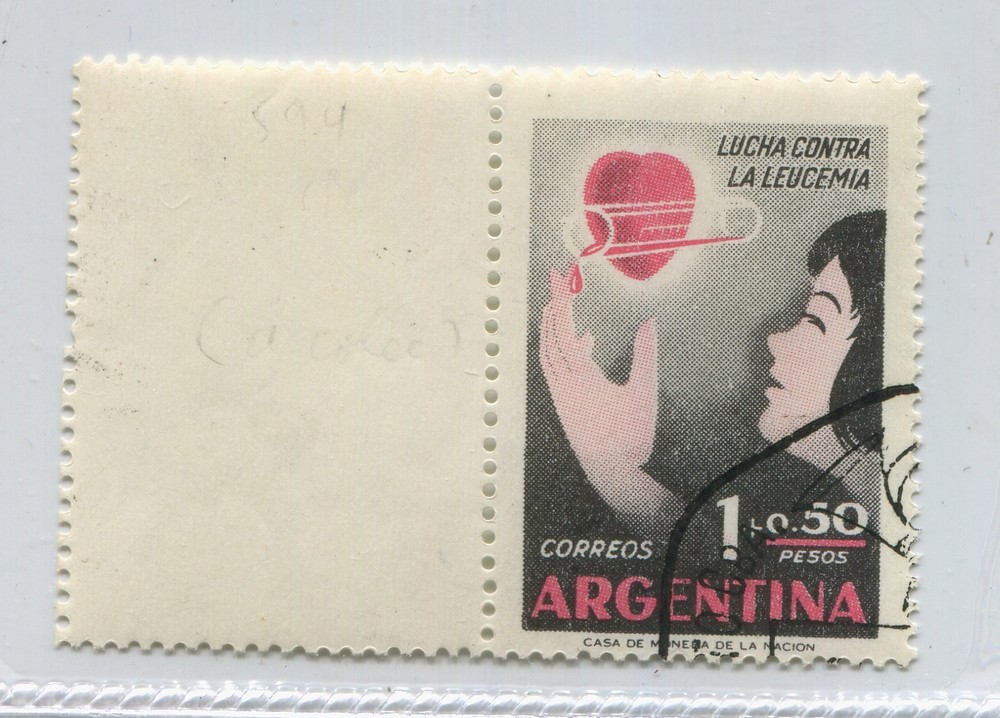 594
LUCHA CONTRA
LA LEUCEMIA
1+0.50
PESOS
CORREOS
ARGENTINA
CASA DE MONEDA DE LA NACION